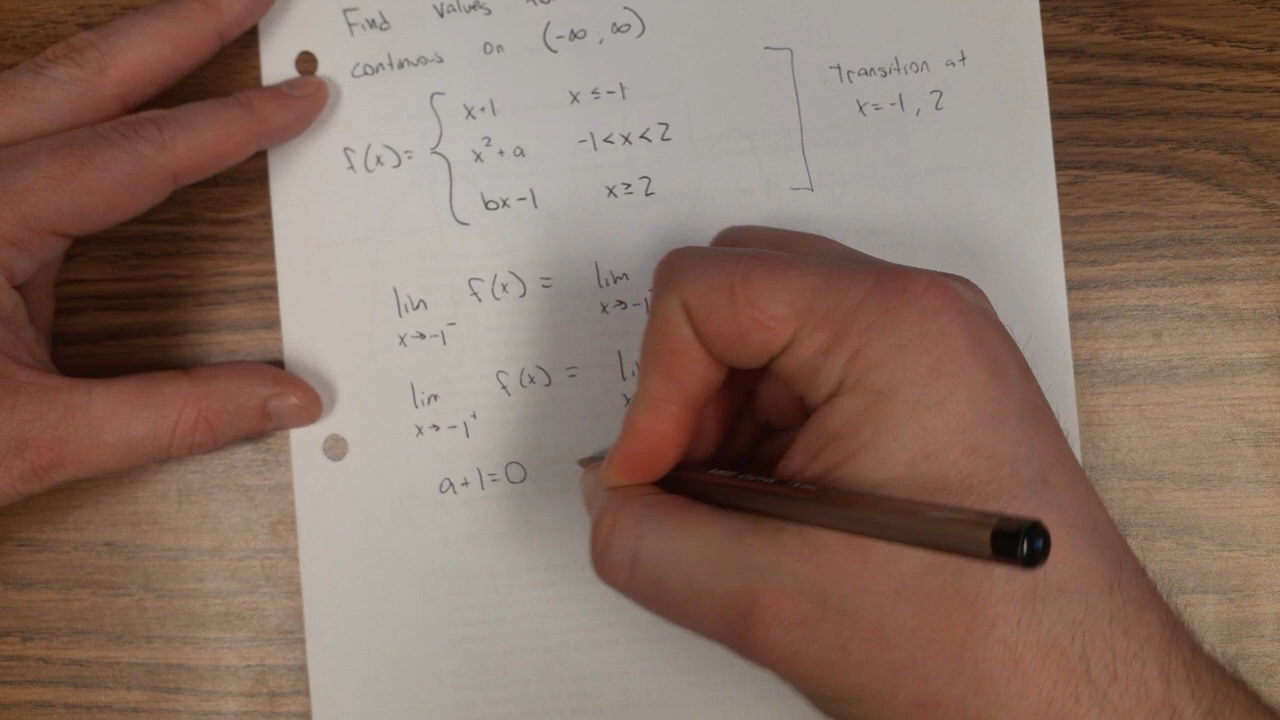 Find values
continuous on (-∞, ∞)
f(x) = { x+1 x ≤ -1
x² + a -1 < x < 2
bx - 1 x ≥ 2
Transition at
x = -1, 2
lim f(x) = lim
x→-1⁻ x→-1
lim f(x) =
x→-1⁺
a+1=0